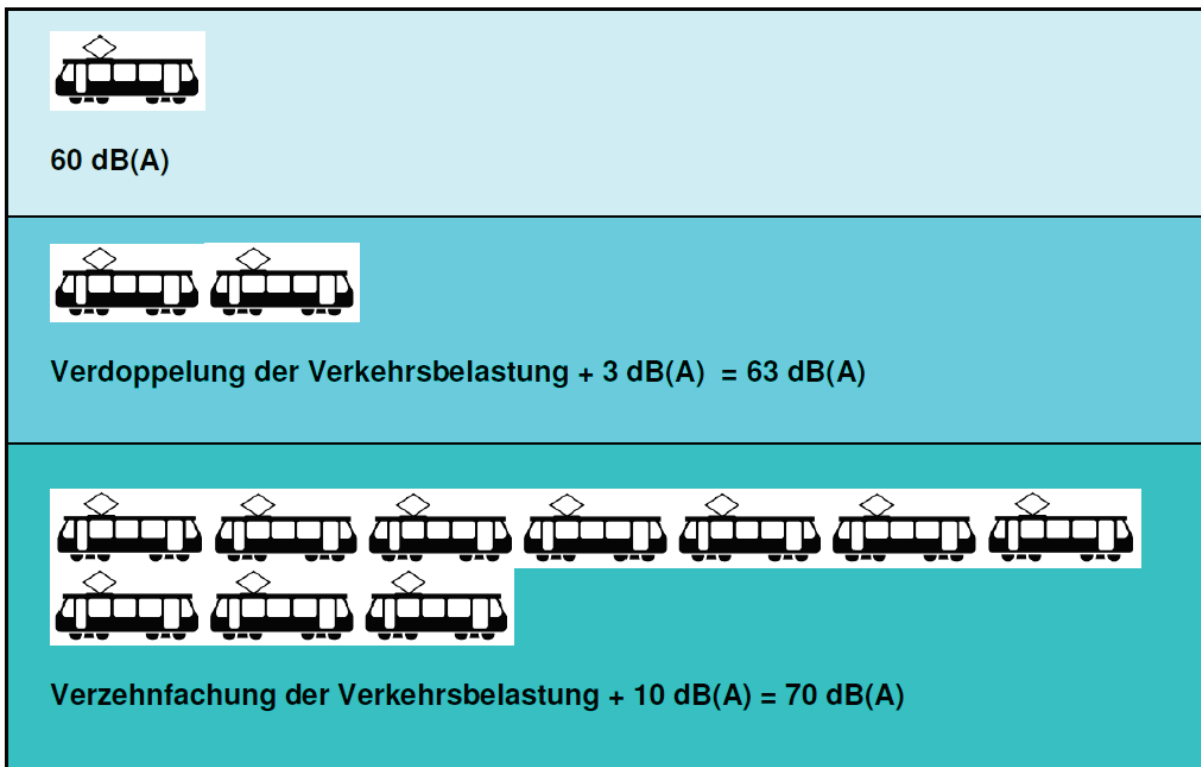 60 dB(A)
Verdoppelung der Verkehrsbelastung + 3 dB(A) = 63 dB(A)
Verzehnfachung der Verkehrsbelastung + 10 dB(A) = 70 dB(A)